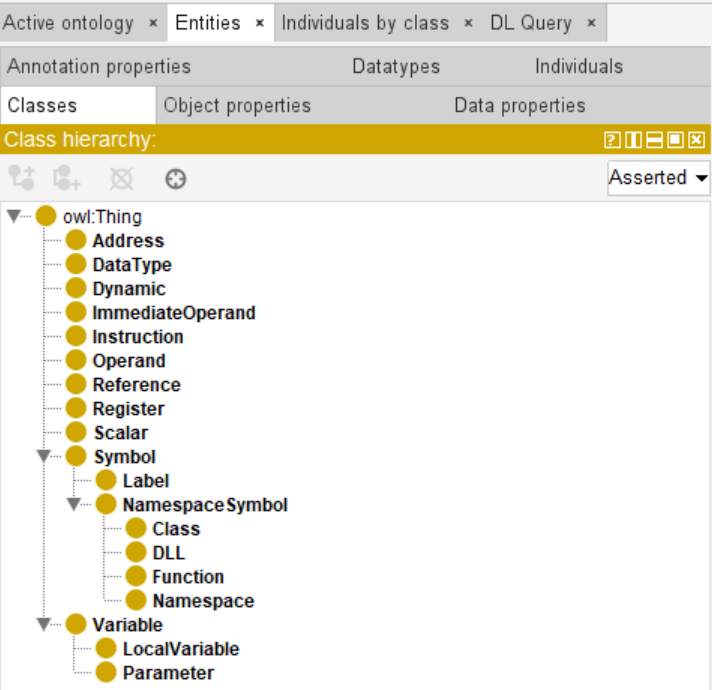 Active ontology × Entities × Individuals by class × DL Query ×
Annotation properties Datatypes Individuals
Classes Object properties Data properties
Class hierarchy:
Asserted
owl:Thing
Address
DataType
Dynamic
ImmediateOperand
Instruction
Operand
Reference
Register
Scalar
Symbol
Label
NamespaceSymbol
Class
DLL
Function
Namespace
Variable
LocalVariable
Parameter